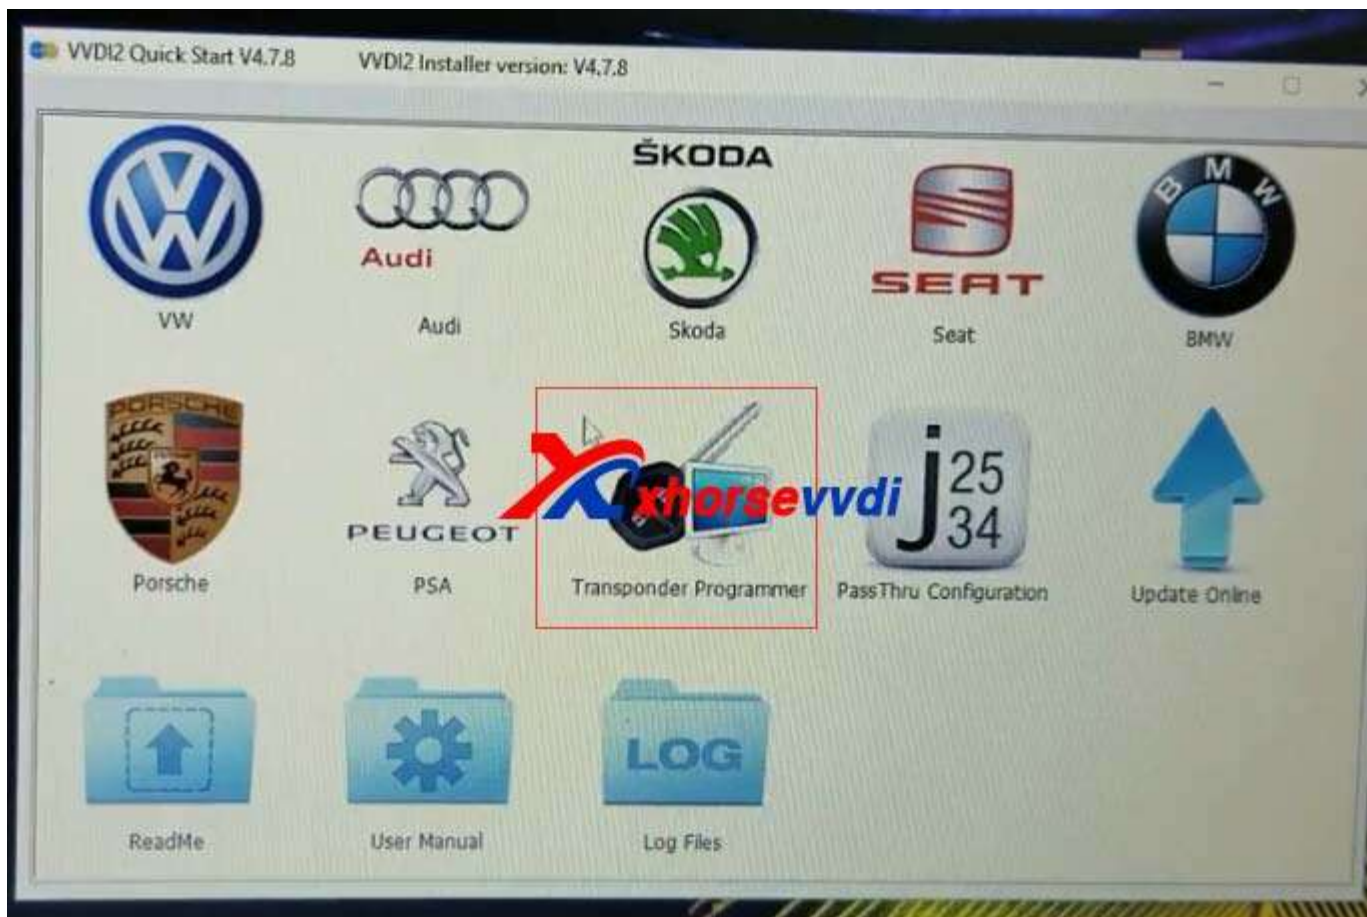 VVDI2 Quick Start V4.7.8 VVDI2 Installer version: V4.7.8
ŠKODA
Audi
SEAT
BMW
VW
Audi
Skoda
Seat
BMW
PORSCHE
PEUGEOT
xhorsevvdi
j25
34
Porsche
PSA
Transponder Programmer
PassThru Configuration
Update Online
LOG
ReadMe
User Manual
Log Files